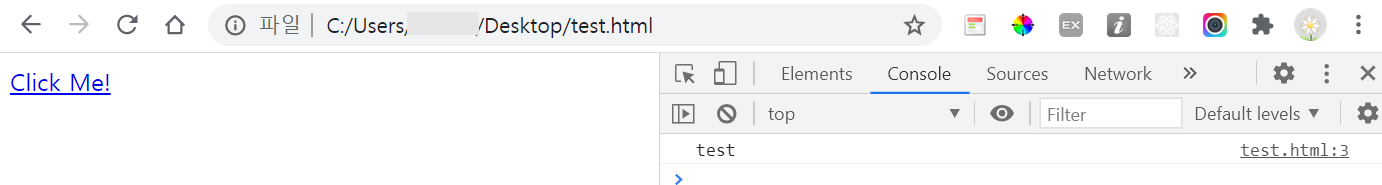 파일 C:/Users/ /Desktop/test.html EX i
Click Me!
Elements Console Sources Network
top Filter Default levels
test test.html:3